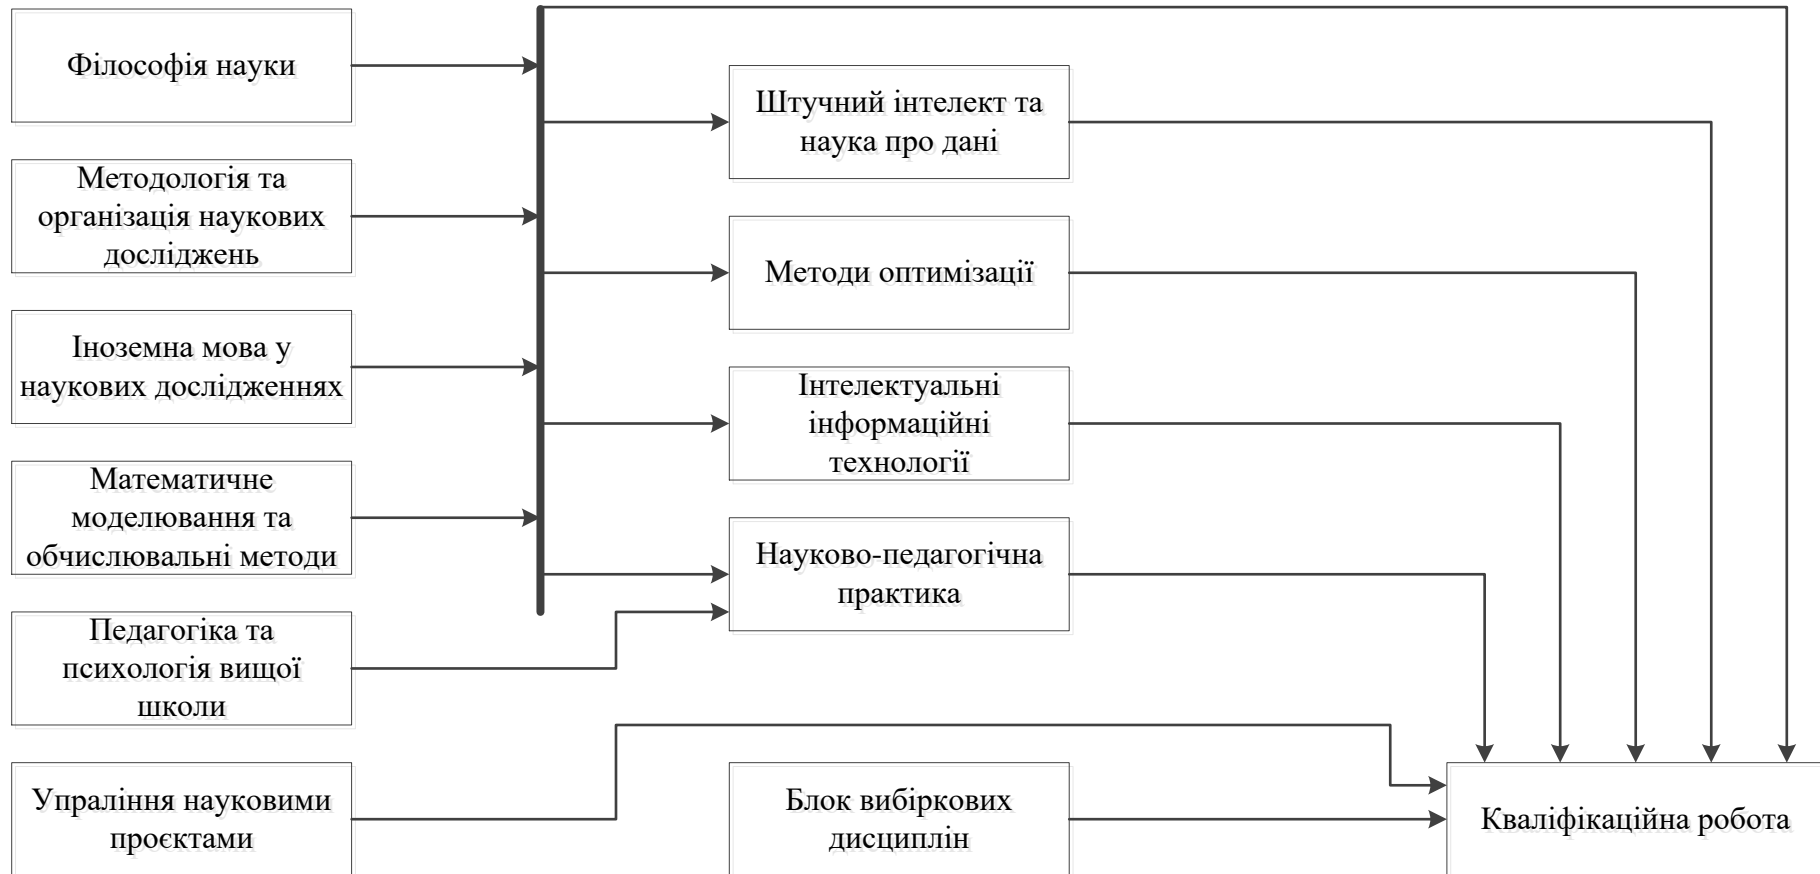 Філософія науки
Методологія та
організація наукових
досліджень
Іноземна мова у
наукових дослідженнях
Математичне
моделювання та
обчислювальні методи
Педагогіка та
психологія вищої
школи
Упраління науковими
проєктами
Штучний інтелект та
наука про дані
Методи оптимізації
Інтелектуальні
інформаційні
технології
Науково-педагогічна
практика
Блок вибіркових
дисциплін
Кваліфікаційна робота